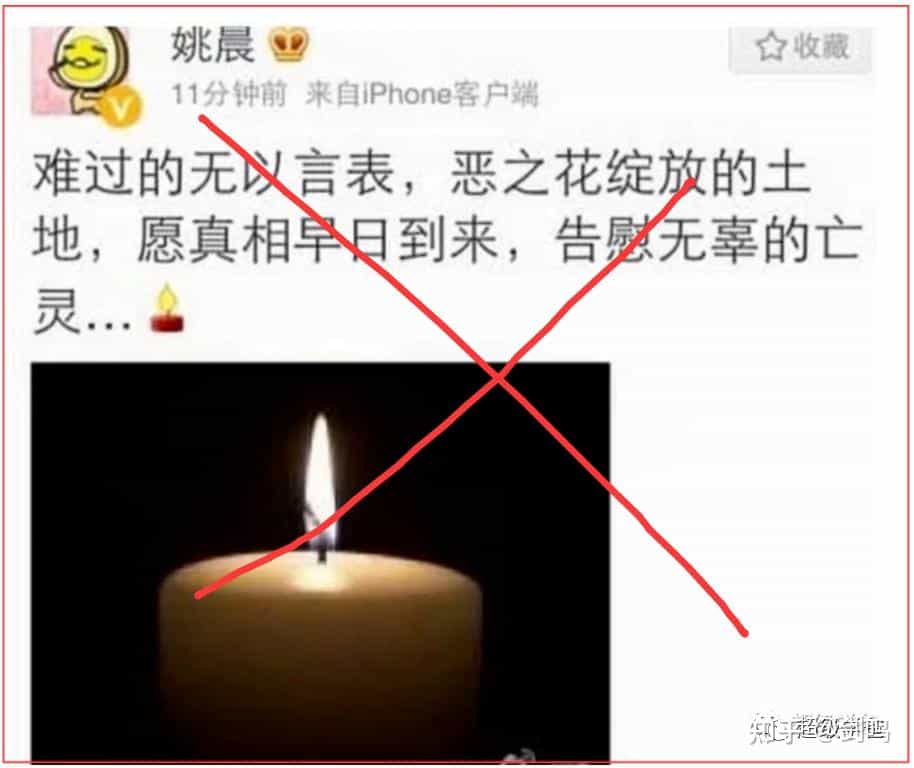 姚晨
收藏
11分钟前 来自iPhone客户端
难过的无以言表，恶之花绽放的土
地，愿真相早日到来，告慰无辜的亡
灵...
V
知乎